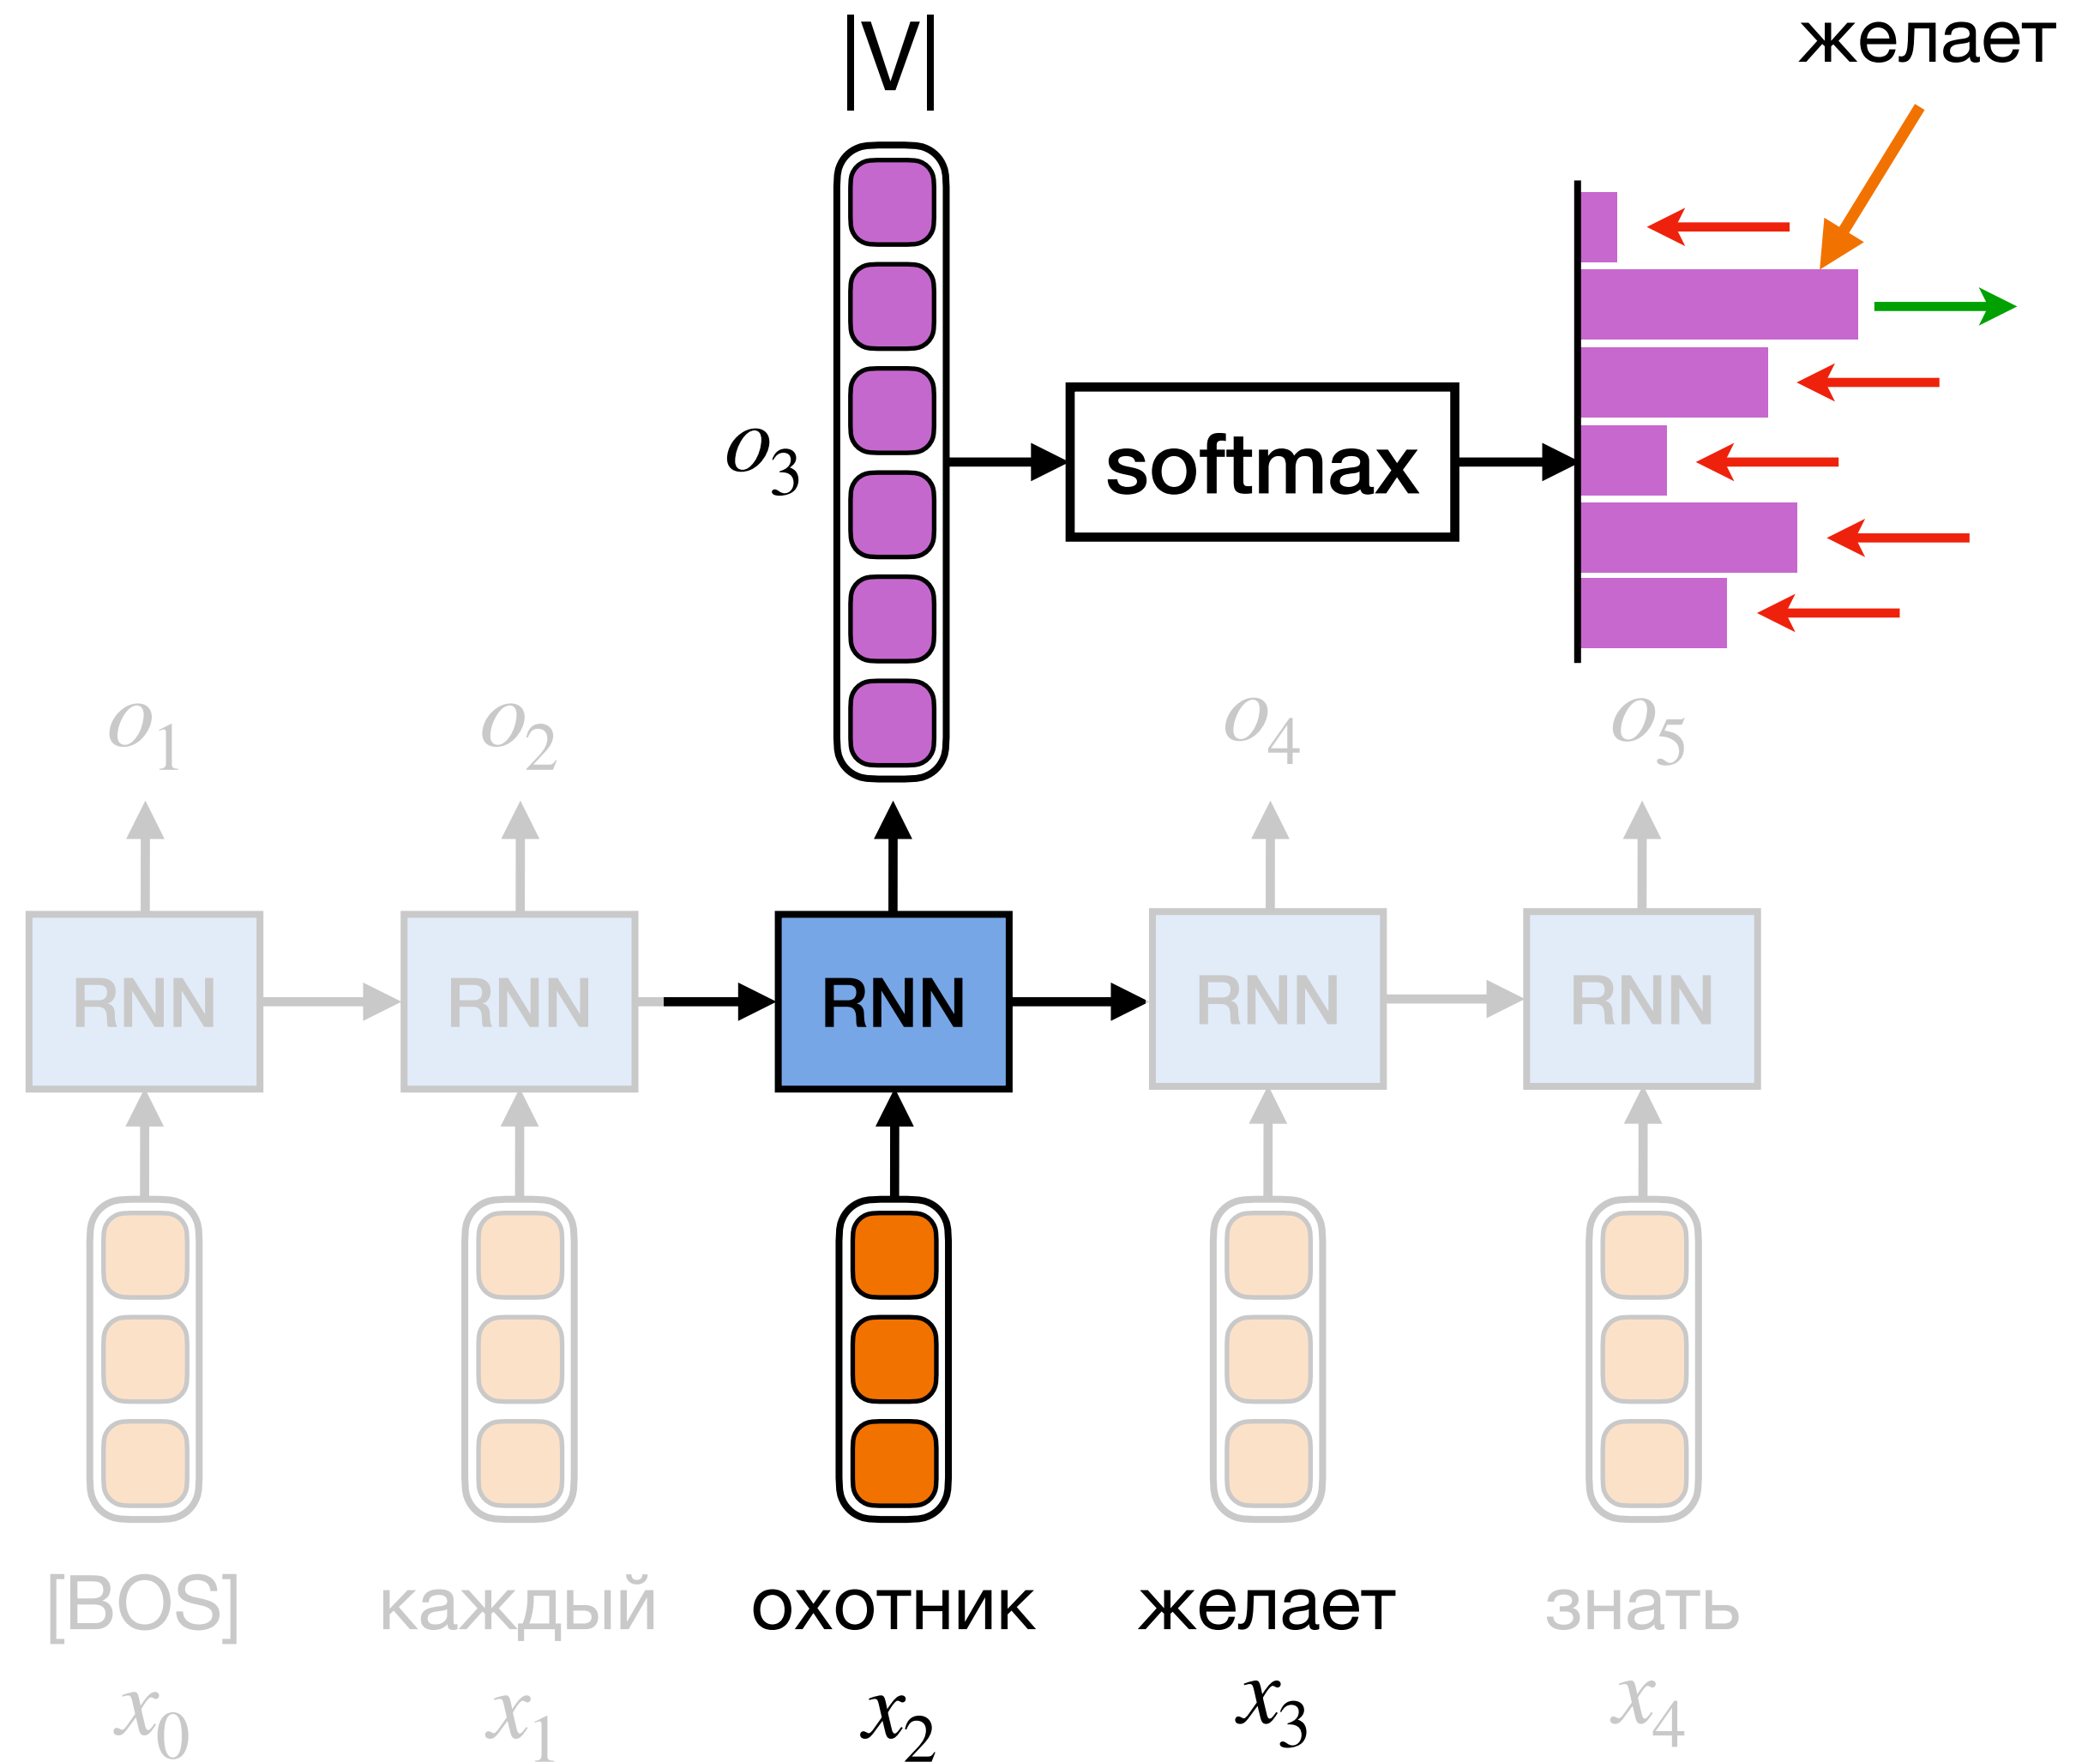 |V|
желает
o3
softmax
o1
o2
o4
o5
RNN
RNN
RNN
RNN
RNN
[BOS]
каждый
охотник
желает
знать
x0
x1
x2
x3
x4